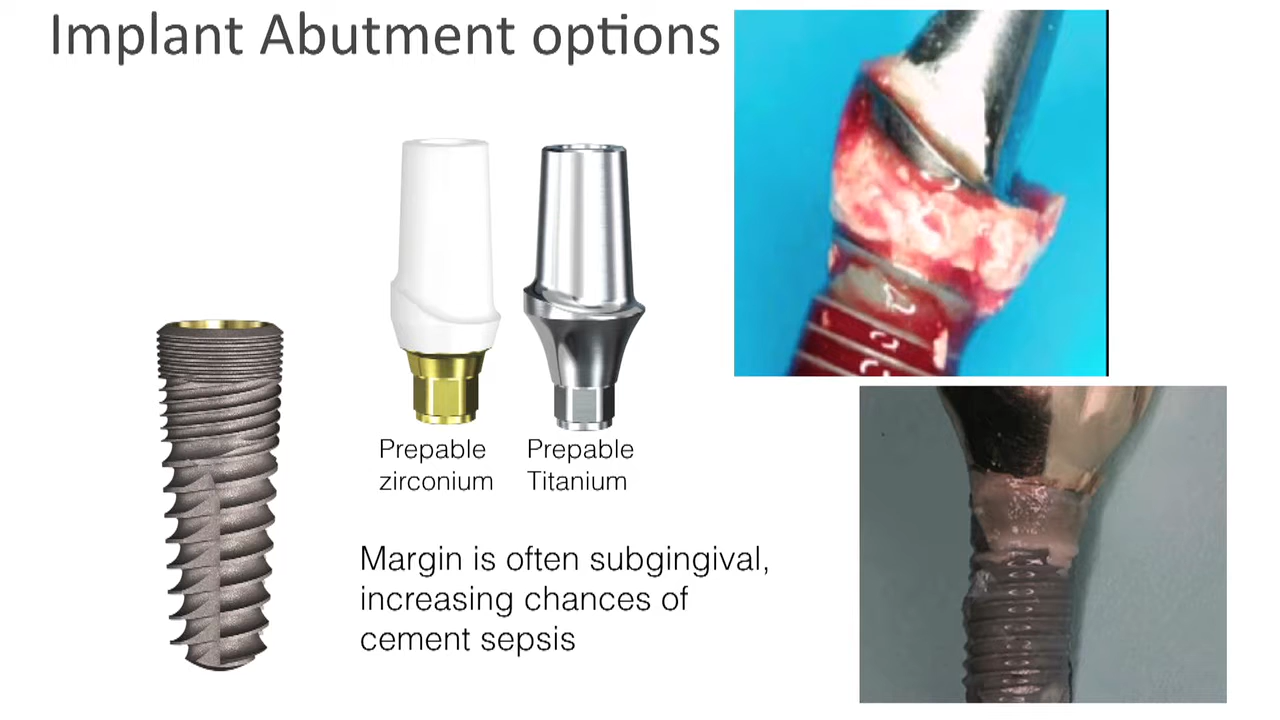 Implant Abutment options
Prepable
zirconium
Prepable
Titanium
Margin is often subgingival,
increasing chances of
cement sepsis